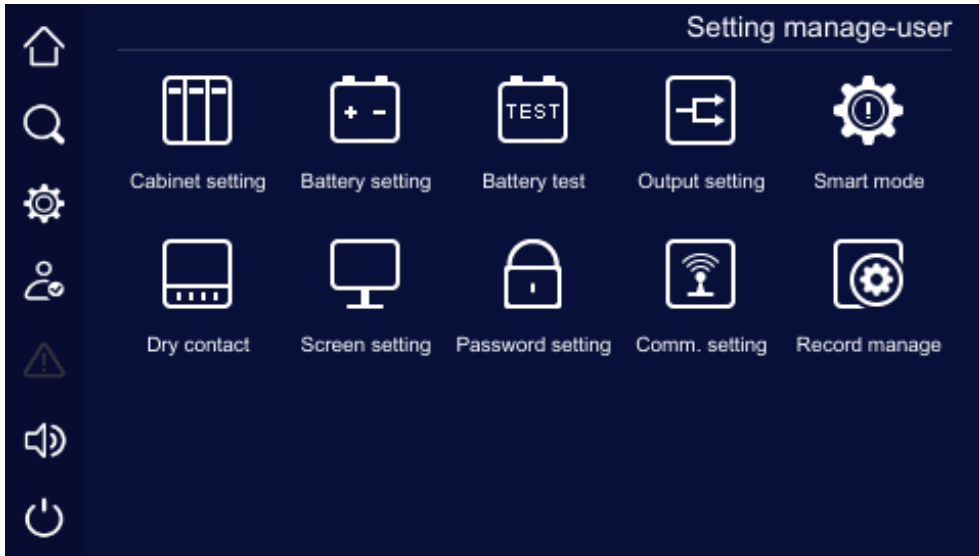 Setting manage-user
TEST
Cabinet setting Battery setting Battery test Output setting Smart mode
Dry contact Screen setting Password setting Comm. setting Record manage